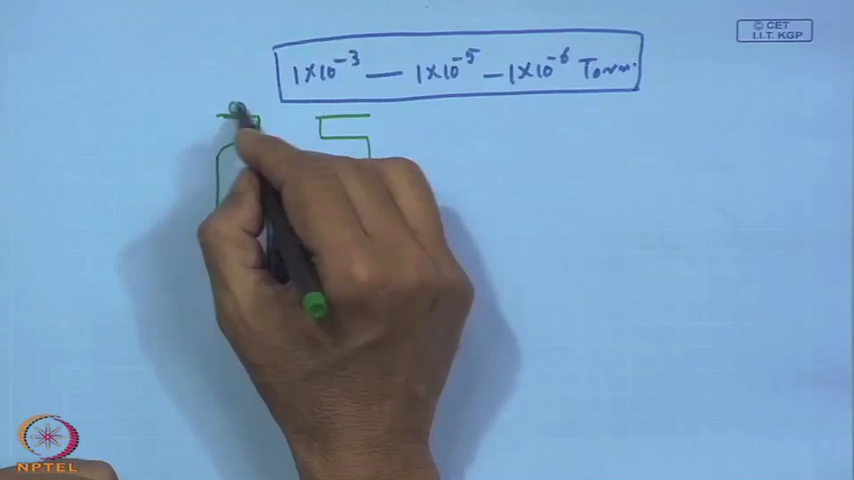 © CET
I.I.T. KGP
1×10⁻³ — 1×10⁻⁵ – 1×10⁻⁶ Torr.
NPTEL